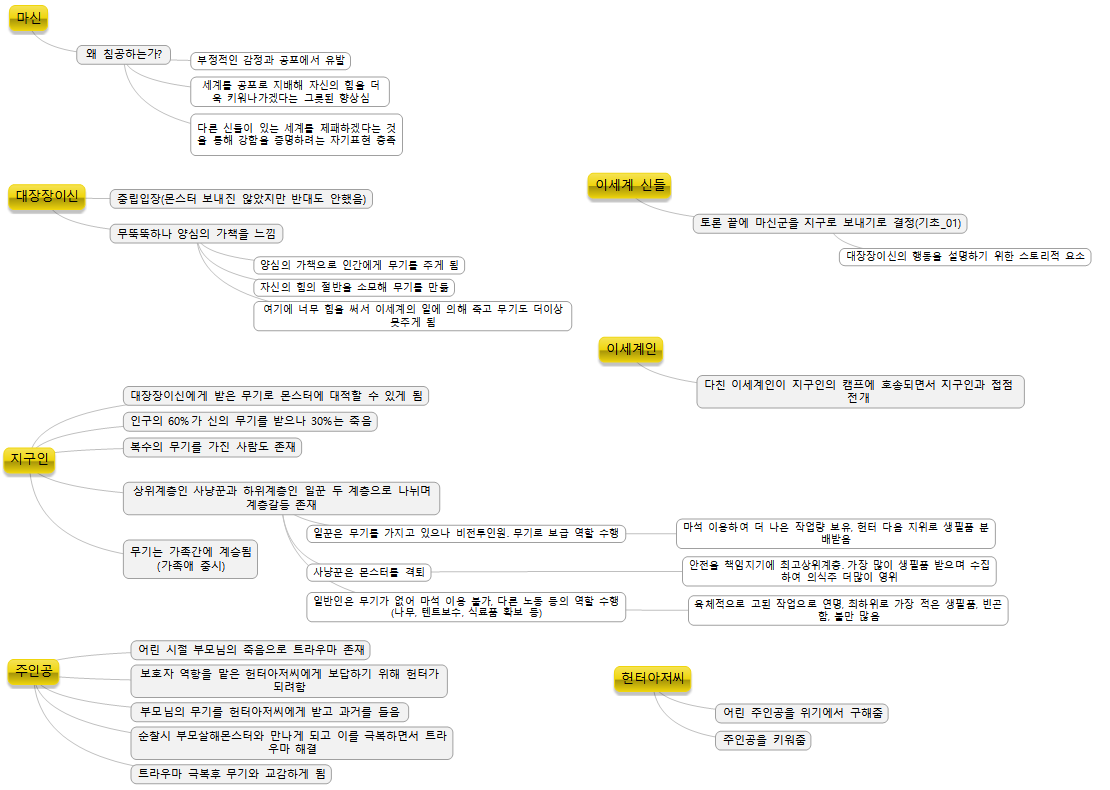 마신
왜 침공하는가?
부정적인 감정과 공포에서 유발
세계를 공포로 지배해 자신의 힘을 더
욱 키워나가겠다는 그릇된 향상심
다른 신들이 있는 세계를 제패하겠다는 것
을 통해 강함을 증명하려는 자기표현 충족
대장장이신
중립입장(몬스터 보내진 않았지만 반대도 안했음)
무뚝뚝하나 양심의 가책을 느낌
양심의 가책으로 인간에게 무기를 주게 됨
자신의 힘의 절반을 소모해 무기를 만듦
여기에 너무 힘을 써서 이세계의 일에 의해 죽고 무기도 더이상
못주게 됨
이세계 신들
토론 끝에 마신군을 지구로 보내기로 결정(기초_01)
대장장이신의 행동을 설명하기 위한 스토리적 요소
이세계인
다친 이세계인이 지구인의 캠프에 호송되면서 지구인과 접점
전개
지구인
대장장이신에게 받은 무기로 몬스터에 대적할 수 있게 됨
인구의 60%가 신의 무기를 받으나 30%는 죽음
복수의 무기를 가진 사람도 존재
상위계층인 사냥꾼과 하위계층인 일꾼 두 계층으로 나뉘며
계층갈등 존재
일꾼은 무기를 가지고 있으나 비전투인원. 무기로 보급 역할 수행
마석 이용하여 더 나은 작업량 보유, 헌터 다음 지위로 생필품 분
배받음
사냥꾼은 몬스터를 격퇴
안전을 책임지기에 최고상위계층. 가장 많이 생필품 받으며 수집
하여 의식주 더많이 영위
일반인은 무기가 없어 마석 이용 불가, 다른 노동 등의 역할 수행
(나무, 텐트보수, 식료품 확보 등)
육체적으로 고된 작업으로 연명, 최하위로 가장 적은 생필품, 빈곤
함, 불만 많음
무기는 가족간에 계승됨
(가족애 중시)
주인공
어린 시절 부모님의 죽음으로 트라우마 존재
보호자 역할을 맡은 헌터아저씨에게 보답하기 위해 헌터가
되려함
부모님의 무기를 헌터아저씨에게 받고 과거를 들음
순찰시 부모살해몬스터와 만나게 되고 이를 극복하면서 트라
우마 해결
트라우마 극복후 무기와 교감하게 됨
헌터아저씨
어린 주인공을 위기에서 구해줌
주인공을 키워줌